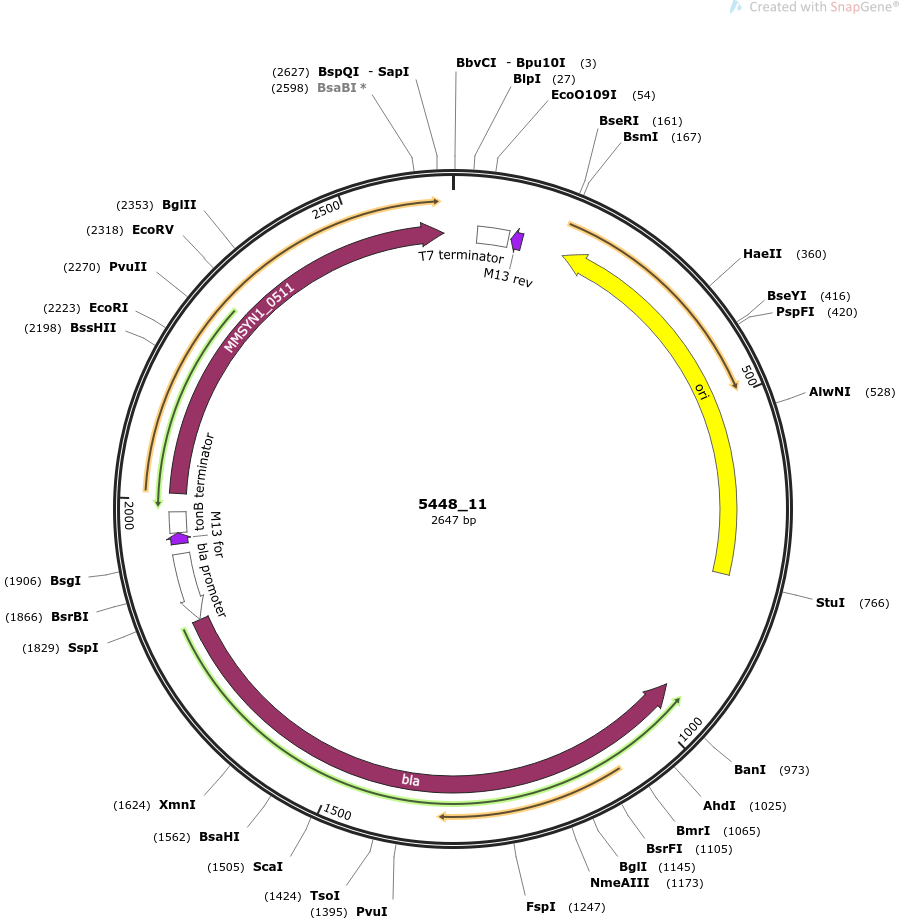 Created with SnapGene®
(2627) BspQI - SapI
(2598) BsaBI *
BbvCI - Bpu10I (3)
BlpI (27)
EcoO109I (54)
BseRI (161)
BsmI (167)
HaeII (360)
BseYI (416)
PspFI (420)
AlwNI (528)
StuI (766)
BanI (973)
AhdI (1025)
BmrI (1065)
BsrFI (1105)
BglI (1145)
NmeAIII (1173)
FspI (1247)
(1395) PvuI
(1424) TsoI
(1505) ScaI
(1562) BsaHI
(1624) XmnI
(1829) SspI
(1866) BsrBI
(1906) BsgI
(2198) BssHII
(2223) EcoRI
(2270) PvuII
(2318) EcoRV
(2353) BglII
500
1000
1500
2000
2500
T7 terminator
M13 rev
ori
bla
bla promoter
M13 for
tonB terminator
MMSYN1_0511
5448_11
2647 bp